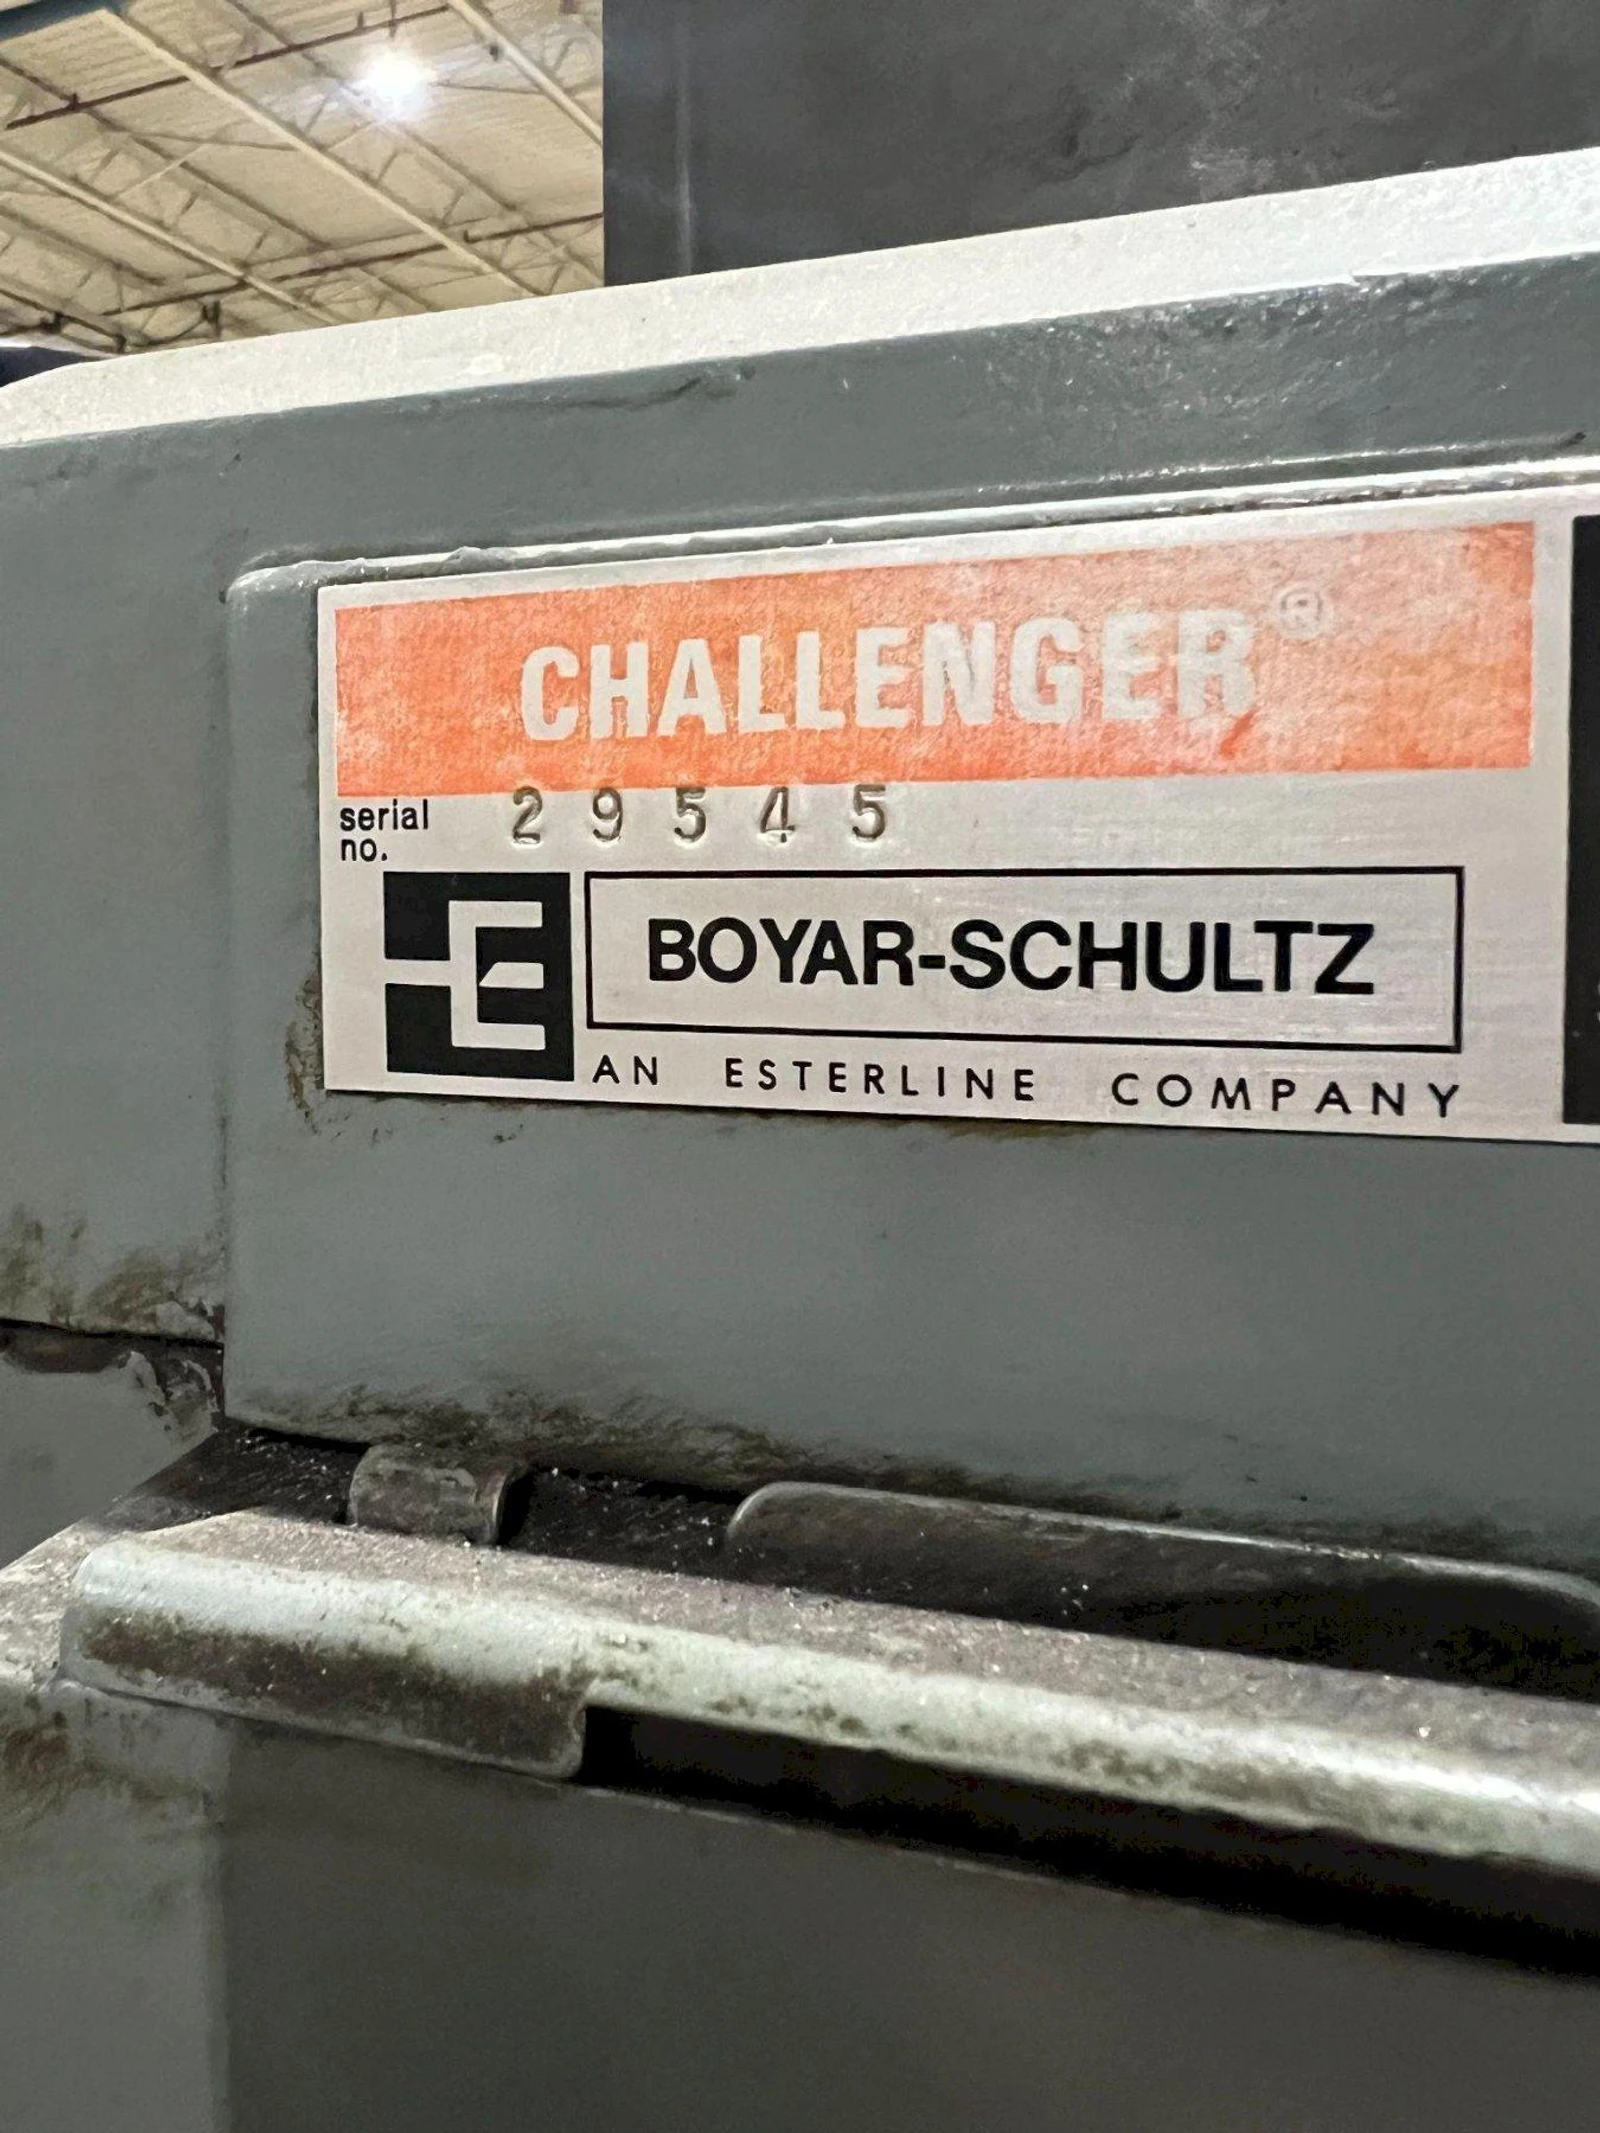 CHALLENGER®
serial no. 29545
BOYAR-SCHULTZ
AN ESTERLINE COMPANY